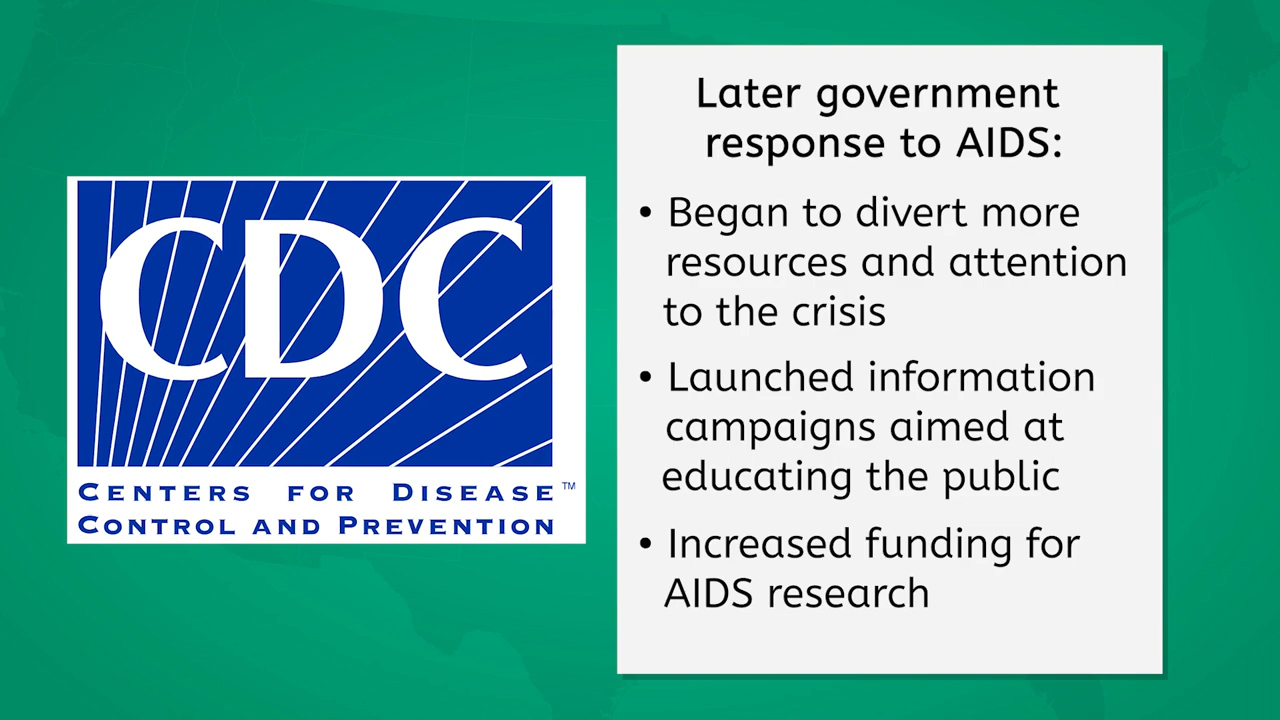 CDC
CENTERS FOR DISEASE™
CONTROL AND PREVENTION
Later government
response to AIDS:
• Began to divert more
resources and attention
to the crisis
• Launched information
campaigns aimed at
educating the public
• Increased funding for
AIDS research